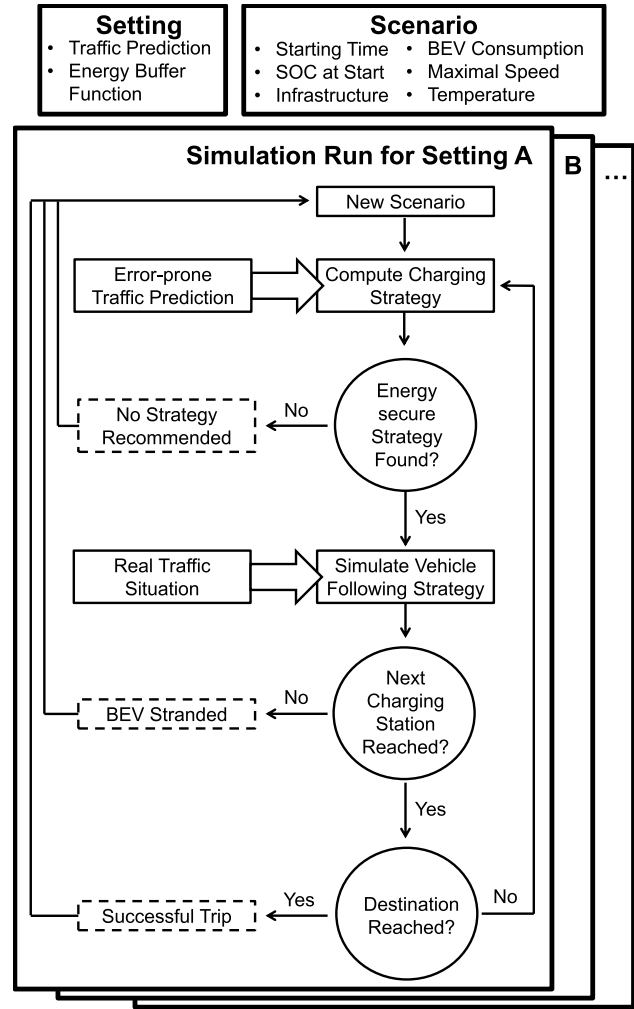 Setting
• Traffic Prediction
• Energy Buffer
Function
Scenario
• Starting Time
• SOC at Start
• Infrastructure
• BEV Consumption
• Maximal Speed
• Temperature
Simulation Run for Setting A
B
...
New Scenario
Error-prone
Traffic Prediction
Compute Charging
Strategy
Energy
secure
Strategy
Found?
No
No Strategy
Recommended
Yes
Real Traffic
Situation
Simulate Vehicle
Following Strategy
Next
Charging
Station
Reached?
No
BEV Stranded
Yes
Destination
Reached?
Yes
Successful Trip
No